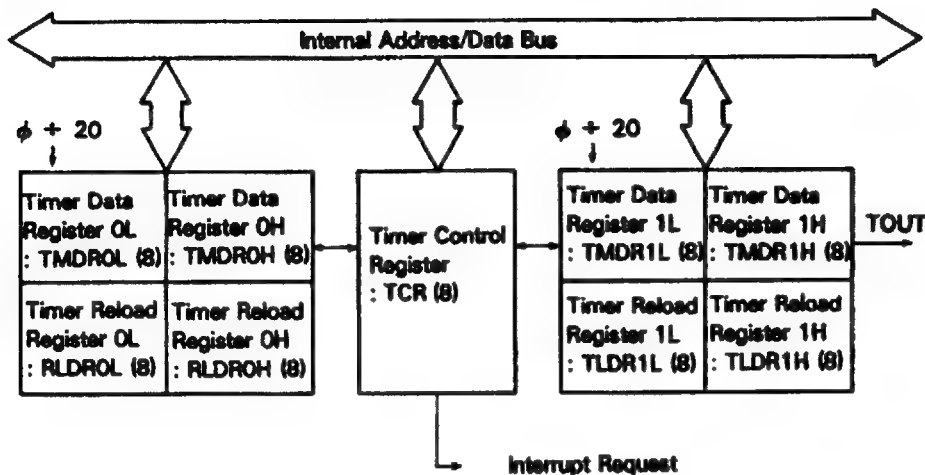 Internal Address/Data Bus
ϕ + 20
ϕ + 20
Timer Data
Register 0L
: TMDR0L (8)
Timer Data
Register 0H
: TMDR0H (8)
Timer Reload
Register 0L
: RLDR0L (8)
Timer Reload
Register 0H
: RLDR0H (8)
Timer Control
Register
: TCR (8)
Timer Data
Register 1L
: TMDR1L (8)
Timer Data
Register 1H
: TMDR1H (8)
TOUT
Timer Reload
Register 1L
: TLDR1L (8)
Timer Reload
Register 1H
: TLDR1H (8)
Interrupt Request